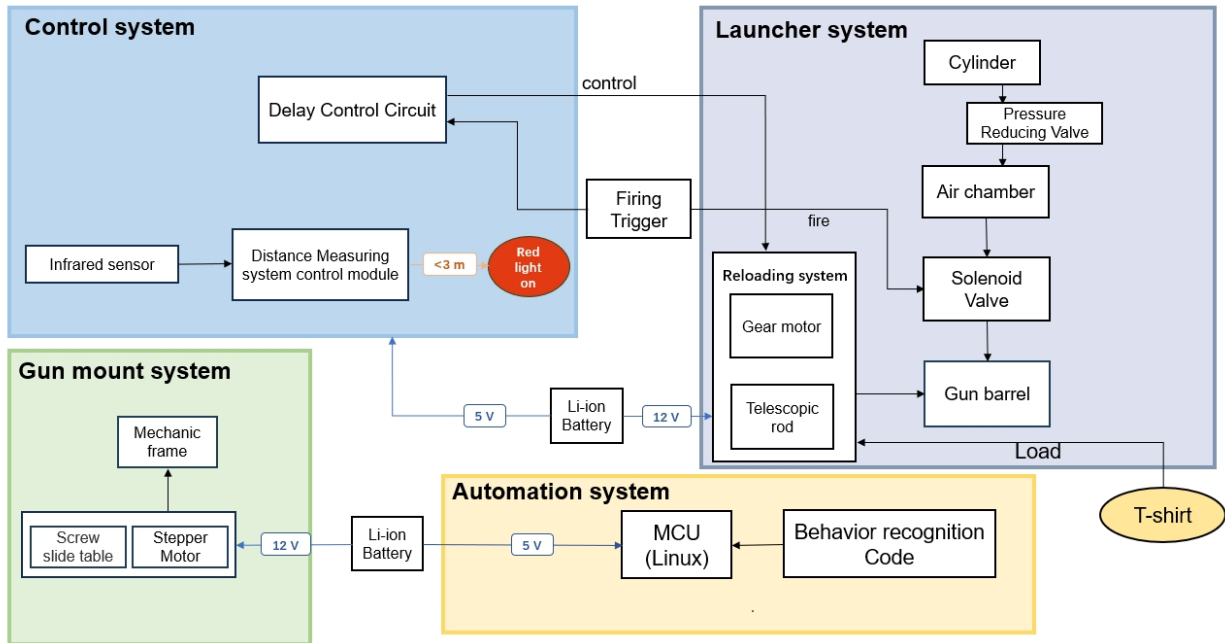 Control system
Delay Control Circuit
Infrared sensor
Distance Measuring
system control module
<3 m
Red
light
on
control
Firing
Trigger
fire
Launcher system
Cylinder
Pressure
Reducing Valve
Air chamber
Solenoid
Valve
Gun barrel
Reloading system
Gear motor
Telescopic
rod
Load
T-shirt
5 V
Li-ion
Battery
12 V
Gun mount system
Mechanic
frame
Screw
slide table
Stepper
Motor
12 V
Li-ion
Battery
5 V
Automation system
MCU
(Linux)
Behavior recognition
Code